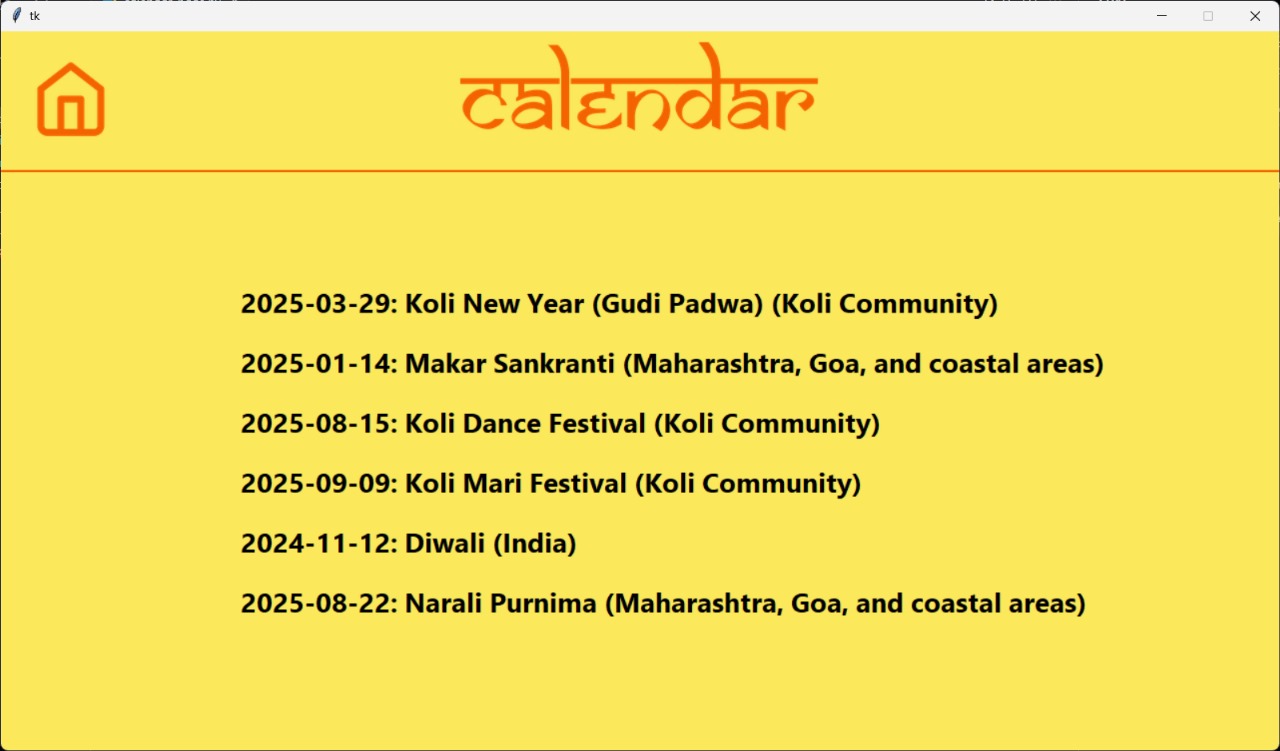 tk
calendar
2025-03-29: Koli New Year (Gudi Padwa) (Koli Community)
2025-01-14: Makar Sankranti (Maharashtra, Goa, and coastal areas)
2025-08-15: Koli Dance Festival (Koli Community)
2025-09-09: Koli Mari Festival (Koli Community)
2024-11-12: Diwali (India)
2025-08-22: Narali Purnima (Maharashtra, Goa, and coastal areas)